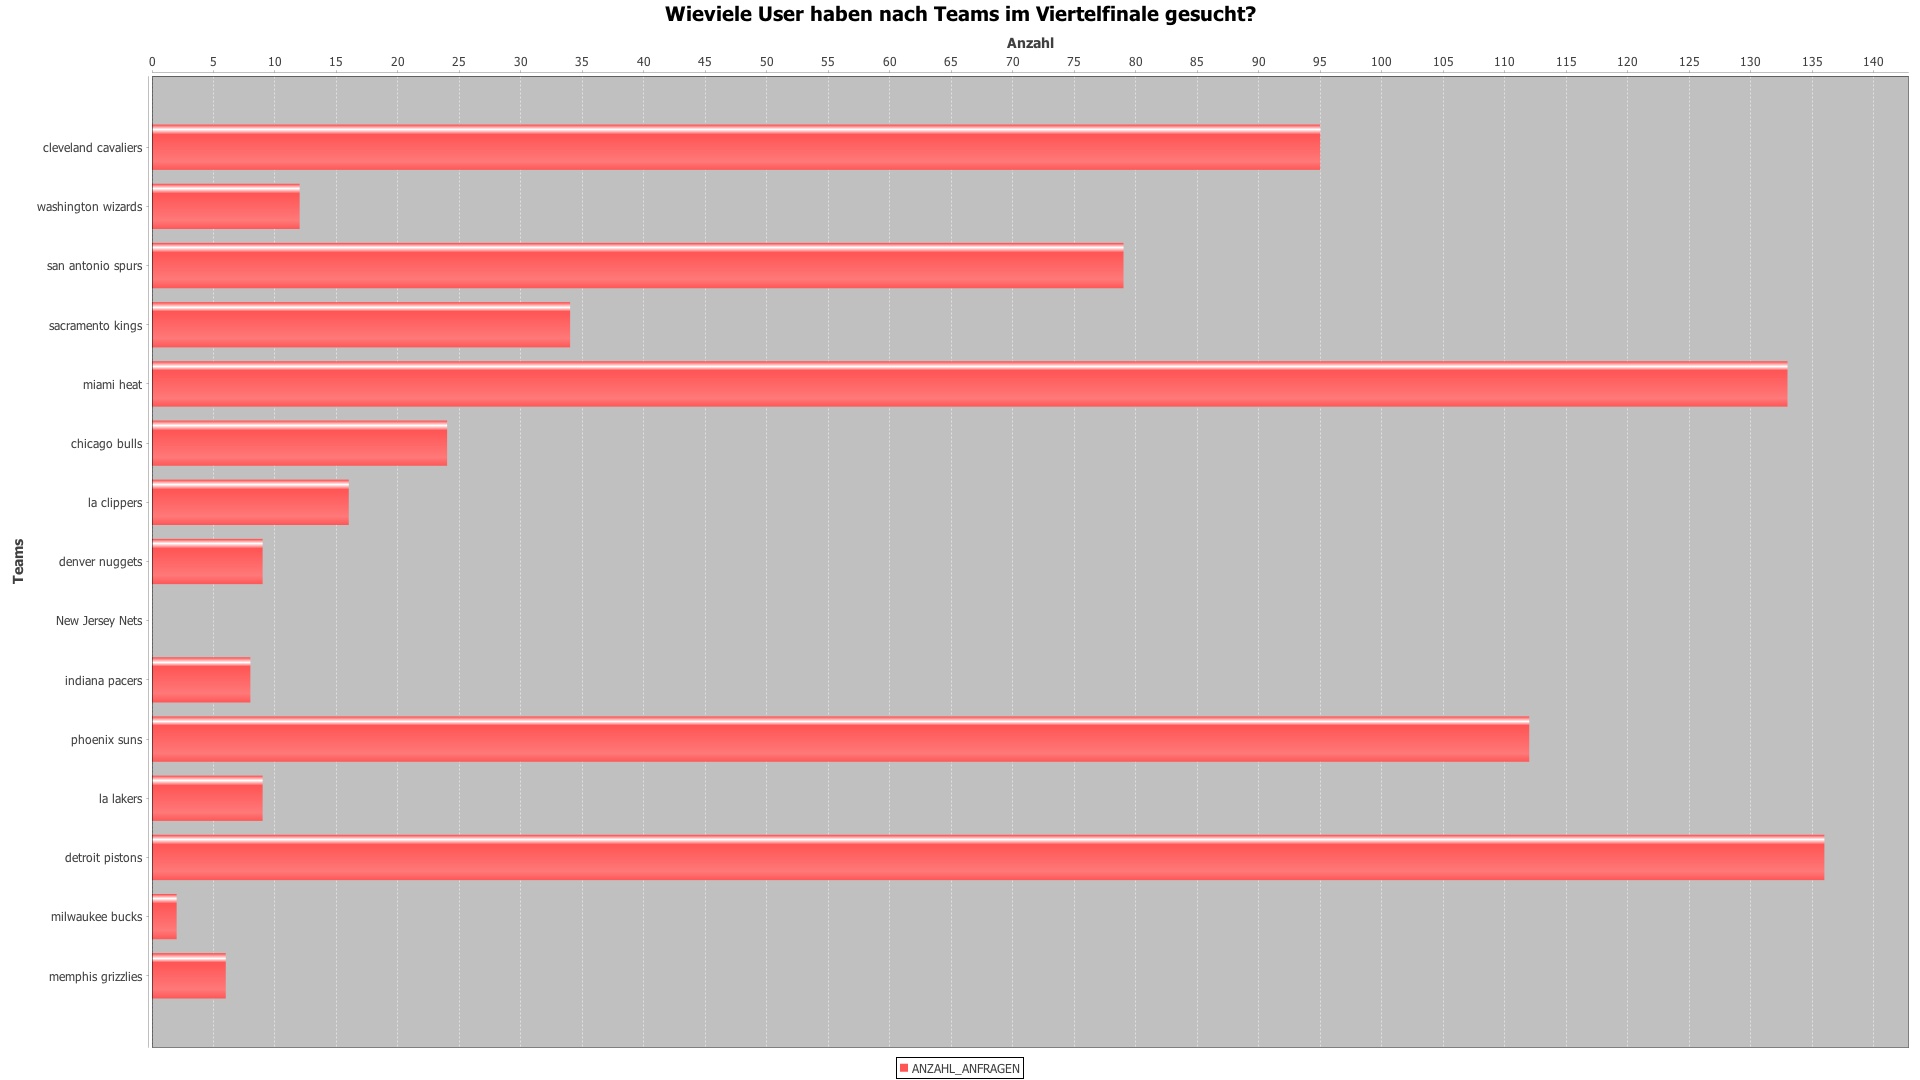 Wieviele User haben nach Teams im Viertelfinale gesucht?
Anzahl
0 5 10 15 20 25 30 35 40 45 50 55 60 65 70 75 80 85 90 95 100 105 110 115 120 125 130 135 140
cleveland cavaliers
washington wizards
san antonio spurs
sacramento kings
miami heat
chicago bulls
la clippers
denver nuggets
Teams
New Jersey Nets
indiana pacers
phoenix suns
la lakers
detroit pistons
milwaukee bucks
memphis grizzlies
ANZAHL_ANFRAGEN